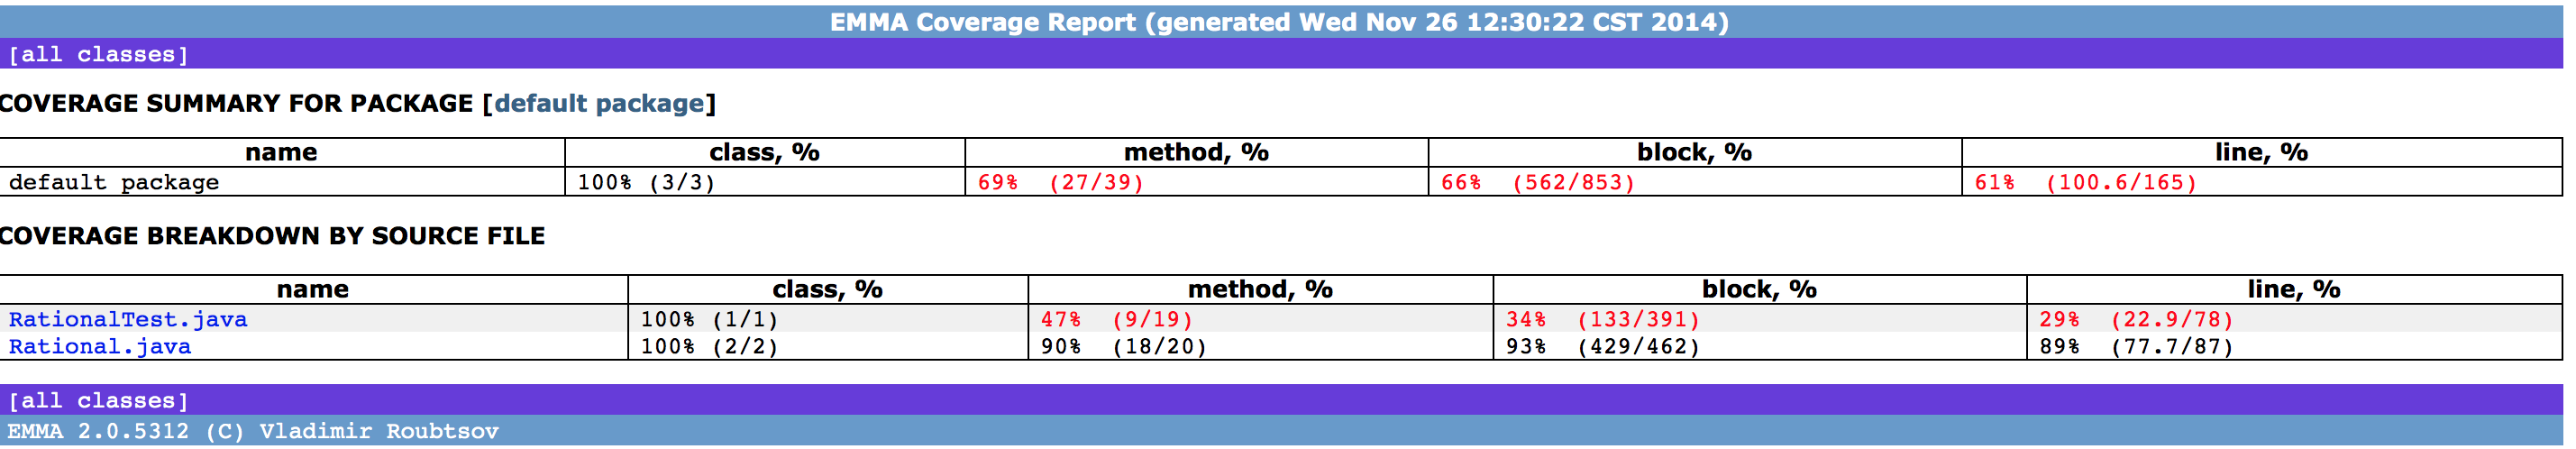 EMMA Coverage Report (generated Wed Nov 26 12:30:22 CST 2014)
[all classes]
COVERAGE SUMMARY FOR PACKAGE [default package]
name class, % method, % block, % line, %
default package 100% (3/3) 69% (27/39) 66% (562/853) 61% (100.6/165)
COVERAGE BREAKDOWN BY SOURCE FILE
name class, % method, % block, % line, %
RationalTest.java 100% (1/1) 47% (9/19) 34% (133/391) 29% (22.9/78)
Rational.java 100% (2/2) 90% (18/20) 93% (429/462) 89% (77.7/87)
[all classes]
EMMA 2.0.5312 (C) Vladimir Roubtsov